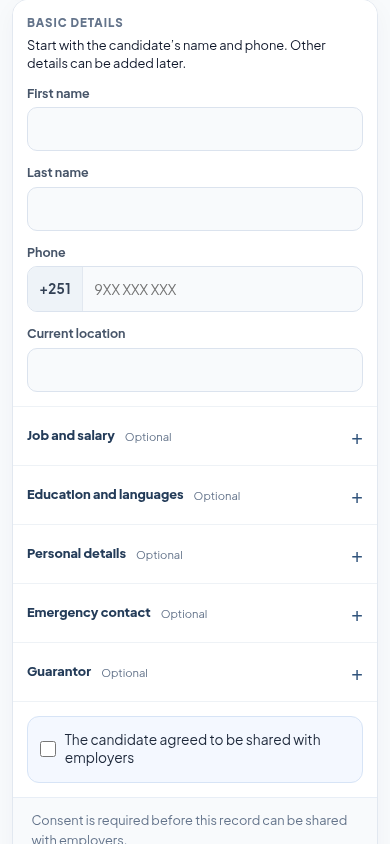 BASIC DETAILS
Start with the candidate's name and phone. Other
details can be added later.
First name
Last name
Phone
+251 9XX XXX XXX
Current location
Job and salary Optional +
Education and languages Optional +
Personal details Optional +
Emergency contact Optional +
Guarantor Optional +
The candidate agreed to be shared with
employers
Consent is required before this record can be shared
with employers.